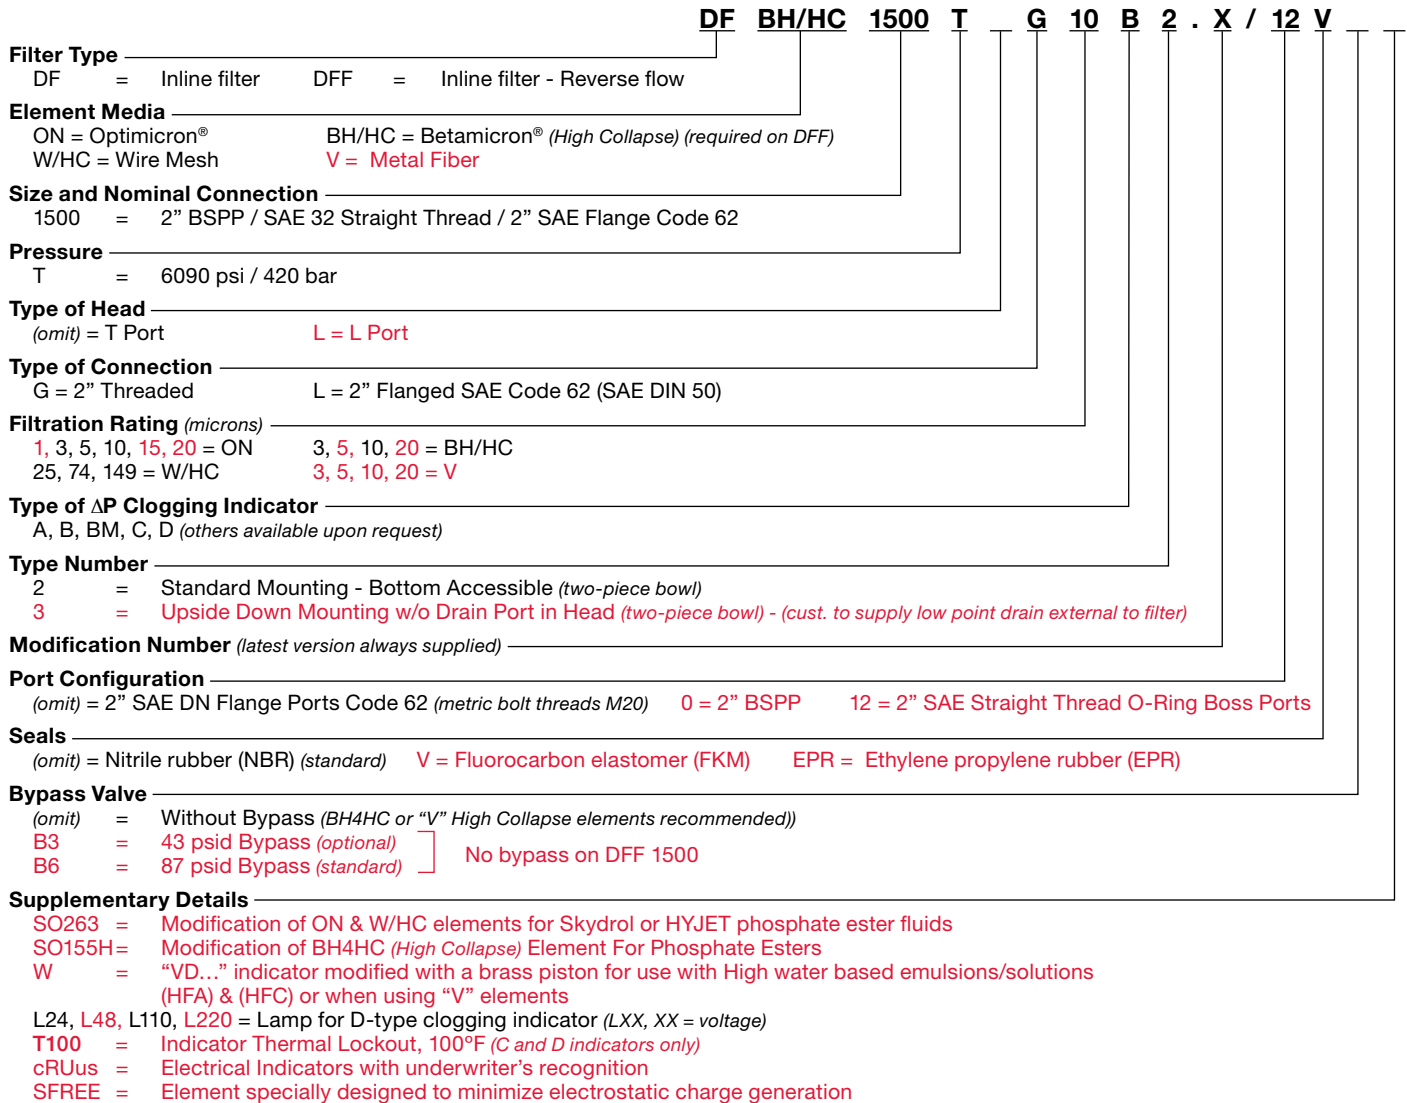 DF BH/HC 1500 T _ G 10 B 2 . X / 12 V _ _
Filter Type
DF = Inline filter DFF = Inline filter - Reverse flow
Element Media
ON = Optimicron® BH/HC = Betamicron® (High Collapse) (required on DFF)
W/HC = Wire Mesh V = Metal Fiber
Size and Nominal Connection
1500 = 2” BSPP / SAE 32 Straight Thread / 2” SAE Flange Code 62
Pressure
T = 6090 psi / 420 bar
Type of Head
(omit) = T Port L = L Port
Type of Connection
G = 2” Threaded L = 2” Flanged SAE Code 62 (SAE DIN 50)
Filtration Rating (microns)
1, 3, 5, 10, 15, 20 = ON 3, 5, 10, 20 = BH/HC
25, 74, 149 = W/HC 3, 5, 10, 20 = V
Type of ∆P Clogging Indicator
A, B, BM, C, D (others available upon request)
Type Number
2 = Standard Mounting - Bottom Accessible (two-piece bowl)
3 = Upside Down Mounting w/o Drain Port in Head (two-piece bowl) - (cust. to supply low point drain external to filter)
Modification Number (latest version always supplied)
Port Configuration
(omit) = 2” SAE DN Flange Ports Code 62 (metric bolt threads M20) 0 = 2” BSPP 12 = 2” SAE Straight Thread O-Ring Boss Ports
Seals
(omit) = Nitrile rubber (NBR) (standard) V = Fluorocarbon elastomer (FKM) EPR = Ethylene propylene rubber (EPR)
Bypass Valve
(omit) = Without Bypass (BH4HC or “V” High Collapse elements recommended))
B3 = 43 psid Bypass (optional)
No bypass on DFF 1500
B6 = 87 psid Bypass (standard)
Supplementary Details
SO263 = Modification of ON & W/HC elements for Skydrol or HYJET phosphate ester fluids
SO155H = Modification of BH4HC (High Collapse) Element For Phosphate Esters
W = “VD…” indicator modified with a brass piston for use with High water based emulsions/solutions
(HFA) & (HFC) or when using “V” elements
L24, L48, L110, L220 = Lamp for D-type clogging indicator (LXX, XX = voltage)
T100 = Indicator Thermal Lockout, 100°F (C and D indicators only)
cRUus = Electrical Indicators with underwriter’s recognition
SFREE = Element specially designed to minimize electrostatic charge generation